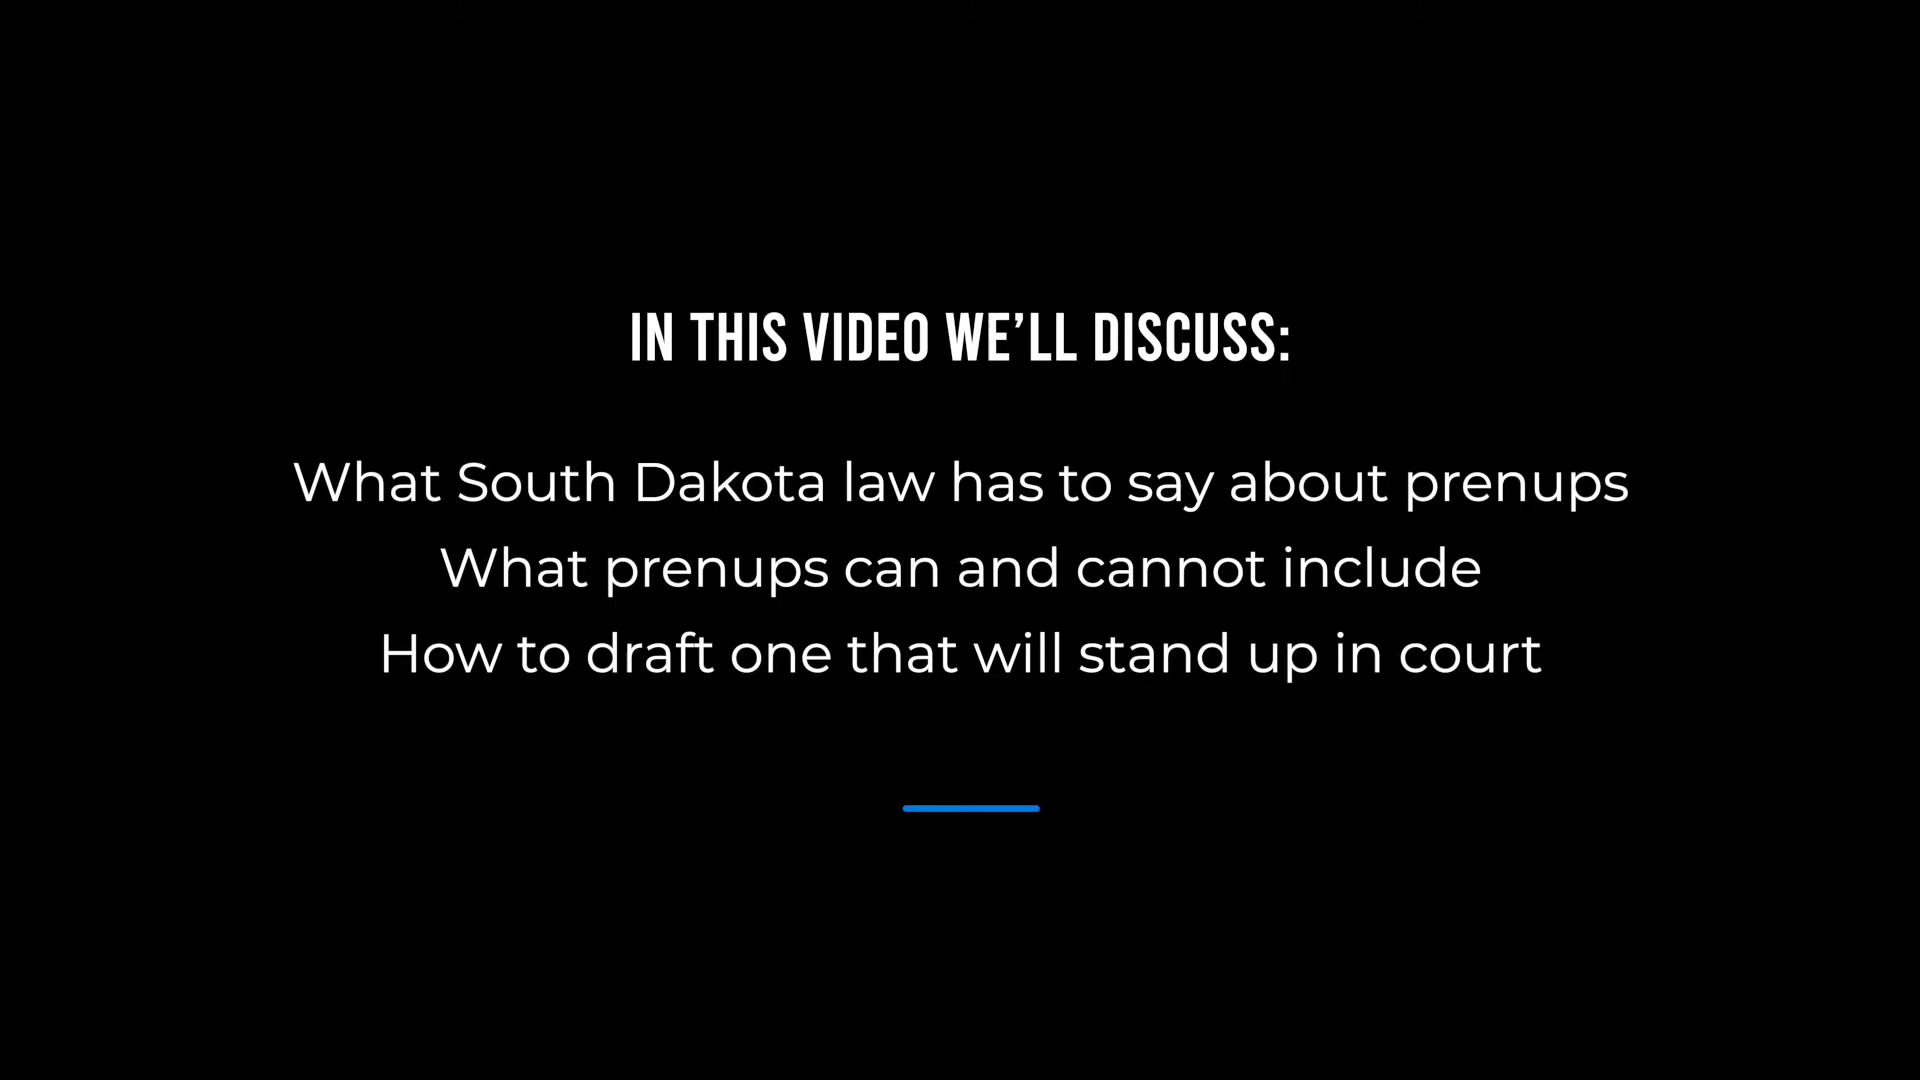 IN THIS VIDEO WE’LL DISCUSS:
What South Dakota law has to say about prenups
What prenups can and cannot include
How to draft one that will stand up in court